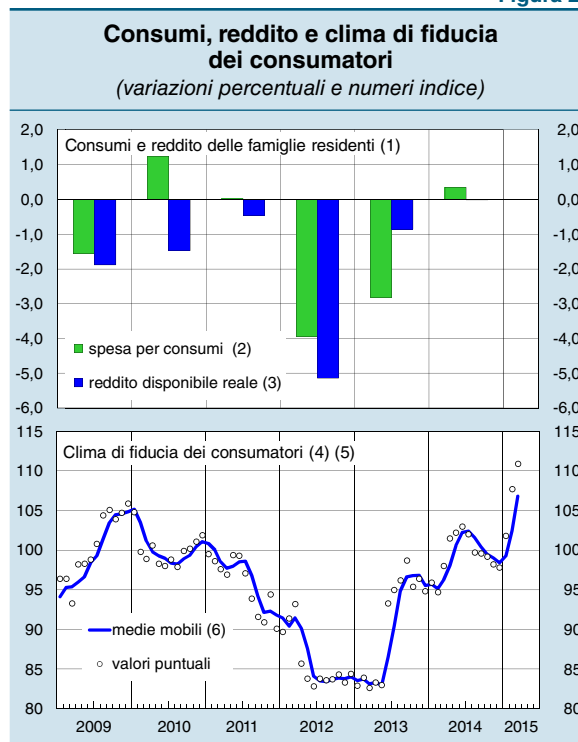 Figura 2
Consumi, reddito e clima di fiducia
dei consumatori
(variazioni percentuali e numeri indice)
2,0 2,0
Consumi e reddito delle famiglie residenti (1)
1,0 1,0
0,0 0,0
-1,0 -1,0
-2,0 -2,0
-3,0 -3,0
-4,0 -4,0
spesa per consumi (2)
-5,0 -5,0
reddito disponibile reale (3)
-6,0 -6,0
115 115
Clima di fiducia dei consumatori (4) (5)
110 110
105 105
100 100
95 95
90 90
medie mobili (6)
85 85
valori puntuali
80 80
2009 2010 2011 2012 2013 2014 2015